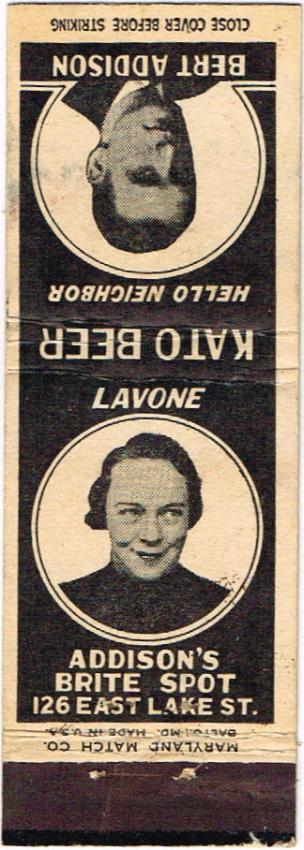 CLOSE COVER BEFORE STRIKING
BERT ADDISON
HELLO NEIGHBOR
KATO BEER
LAVONE
ADDISON'S
BRITE SPOT
126 EAST LAKE ST.
MARYLAND MATCH CO.
BALTO., MD. MADE IN U.S.A.